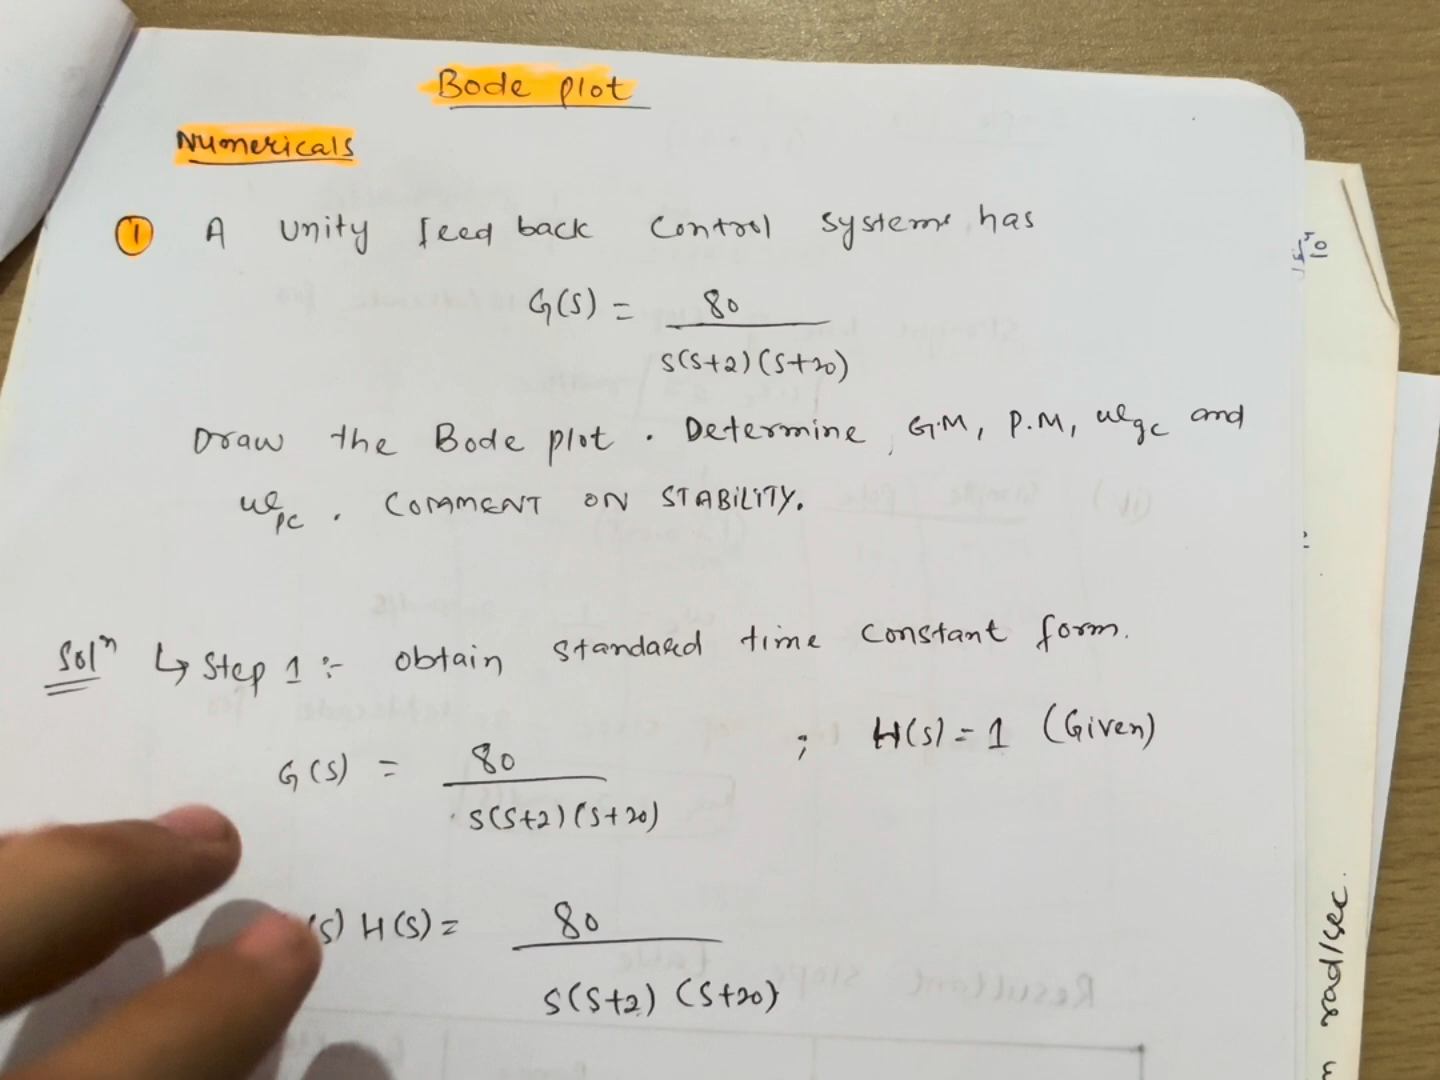 Bode plot
Numericals
1 A unity feed back control systems has
G(s) = 80
s(s+2)(s+20)
Draw the Bode plot . Determine, G.M, P.M, ωgc and
ωpc . COMMENT ON STABILITY.
Solⁿ ↳ Step 1 :- obtain standard time constant form.
G(s) = 80 ; H(s) = 1 (Given)
s(s+2)(s+20)
(s) H(s) = 80
s(s+2) (s+20)
rad/sec.